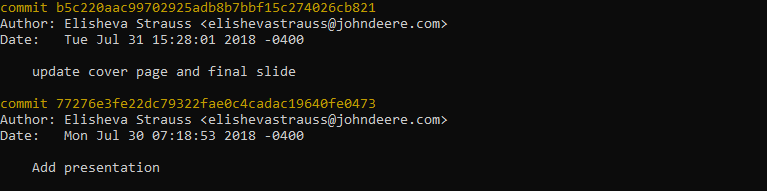 commit b5c220aac99702925adb8b7bbf15c274026cb821
Author: Elisheva Strauss <elishevastrauss@johndeere.com>
Date:   Tue Jul 31 15:28:01 2018 -0400
update cover page and final slide
commit 77276e3fe22dc79322fae0c4cadac19640fe0473
Author: Elisheva Strauss <elishevastrauss@johndeere.com>
Date:   Mon Jul 30 07:18:53 2018 -0400
Add presentation